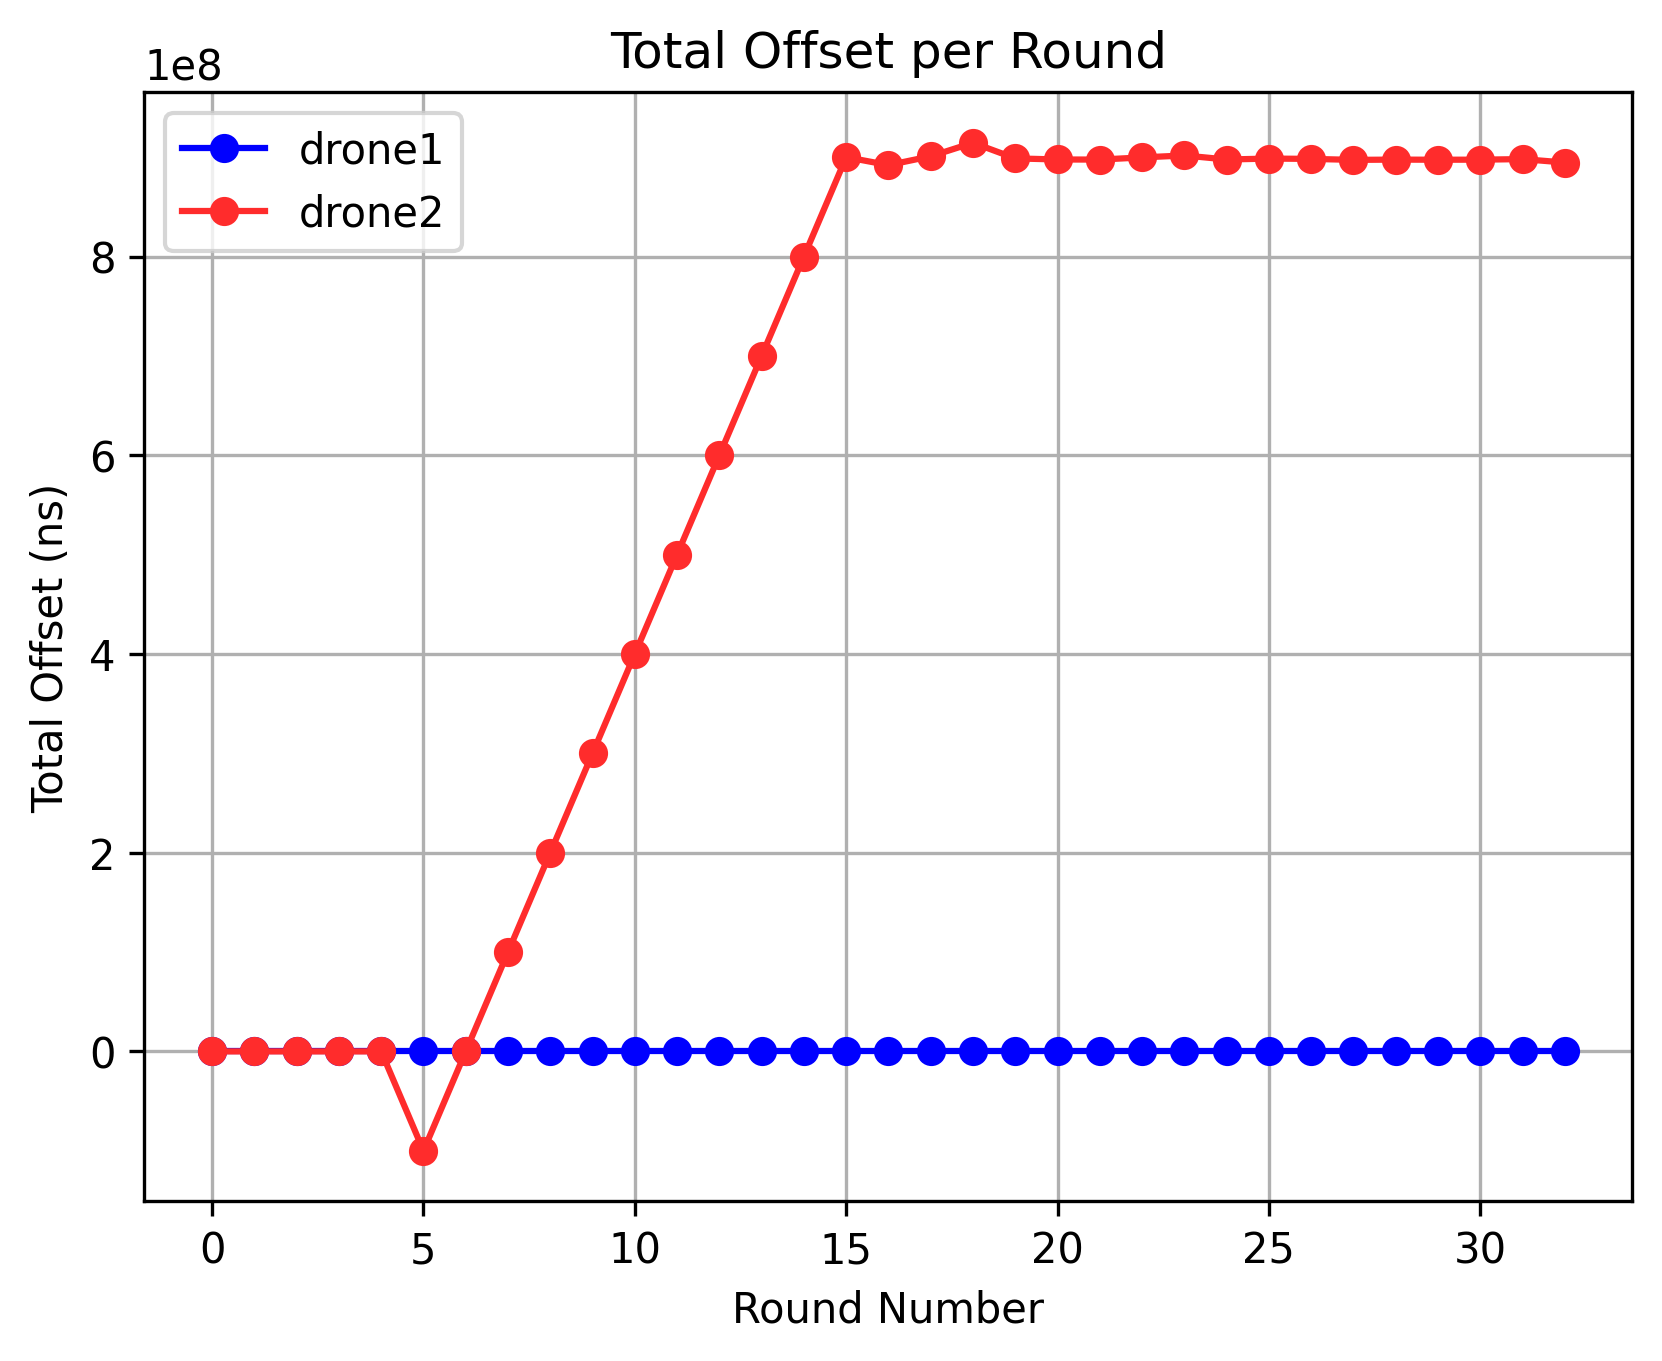 Total Offset per Round
1e8
drone1
drone2
8
6
4
2
0
Total Offset (ns)
0 5 10 15 20 25 30
Round Number